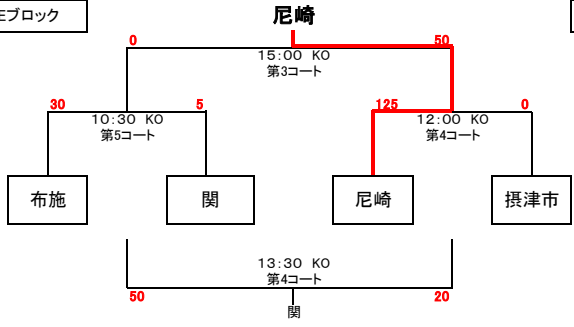 Eブロック
尼崎
0
50
15:00 KO
第3コート
30
5
125
0
10:30 KO
第5コート
12:00 KO
第4コート
布施
関
尼崎
摂津市
13:30 KO
第4コート
50
20
関